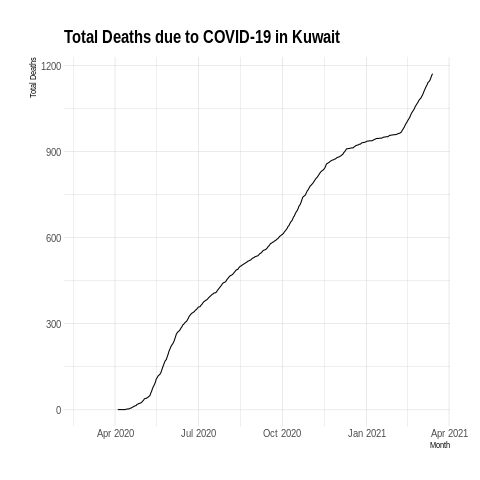 Total Deaths due to COVID-19 in Kuwait
Total Deaths
1200
900
600
300
0
Apr 2020 Jul 2020 Oct 2020 Jan 2021 Apr 2021
Month